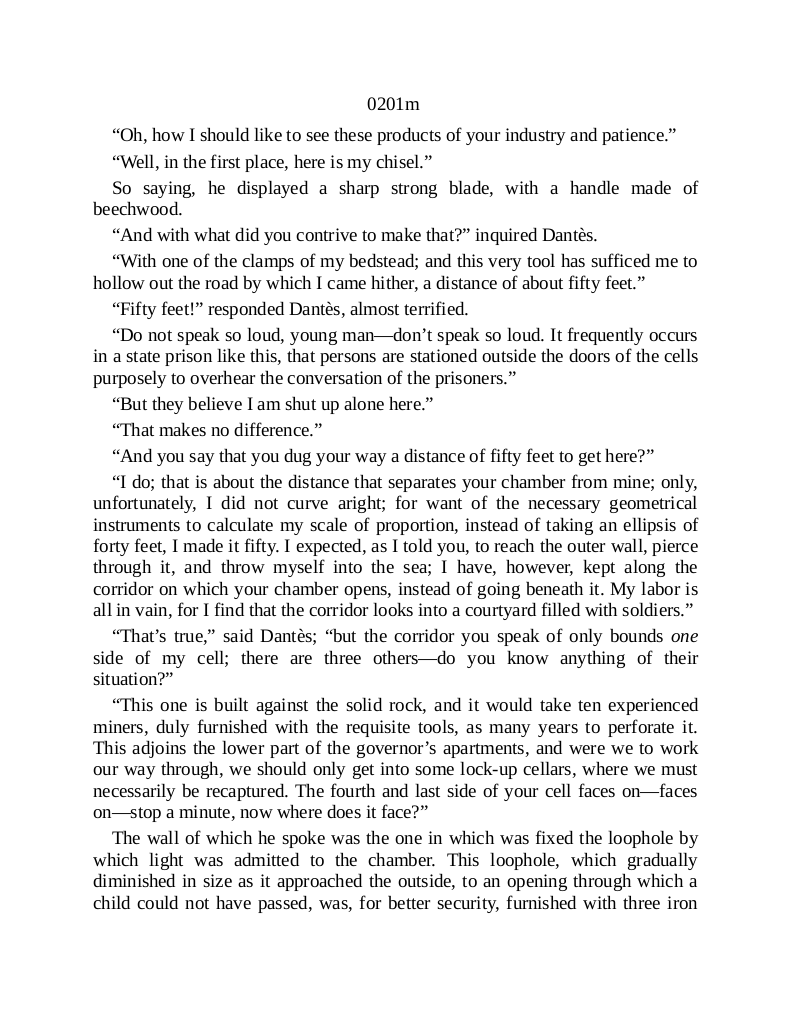 0201m
“Oh, how I should like to see these products of your industry and patience.”
“Well, in the first place, here is my chisel.”
So saying, he displayed a sharp strong blade, with a handle made of
beechwood.
“And with what did you contrive to make that?” inquired Dantès.
“With one of the clamps of my bedstead; and this very tool has sufficed me to
hollow out the road by which I came hither, a distance of about fifty feet.”
“Fifty feet!” responded Dantès, almost terrified.
“Do not speak so loud, young man—don’t speak so loud. It frequently occurs
in a state prison like this, that persons are stationed outside the doors of the cells
purposely to overhear the conversation of the prisoners.”
“But they believe I am shut up alone here.”
“That makes no difference.”
“And you say that you dug your way a distance of fifty feet to get here?”
“I do; that is about the distance that separates your chamber from mine; only,
unfortunately, I did not curve aright; for want of the necessary geometrical
instruments to calculate my scale of proportion, instead of taking an ellipsis of
forty feet, I made it fifty. I expected, as I told you, to reach the outer wall, pierce
through it, and throw myself into the sea; I have, however, kept along the
corridor on which your chamber opens, instead of going beneath it. My labor is
all in vain, for I find that the corridor looks into a courtyard filled with soldiers.”
“That’s true,” said Dantès; “but the corridor you speak of only bounds one
side of my cell; there are three others—do you know anything of their
situation?”
“This one is built against the solid rock, and it would take ten experienced
miners, duly furnished with the requisite tools, as many years to perforate it.
This adjoins the lower part of the governor’s apartments, and were we to work
our way through, we should only get into some lock-up cellars, where we must
necessarily be recaptured. The fourth and last side of your cell faces on—faces
on—stop a minute, now where does it face?”
The wall of which he spoke was the one in which was fixed the loophole by
which light was admitted to the chamber. This loophole, which gradually
diminished in size as it approached the outside, to an opening through which a
child could not have passed, was, for better security, furnished with three iron